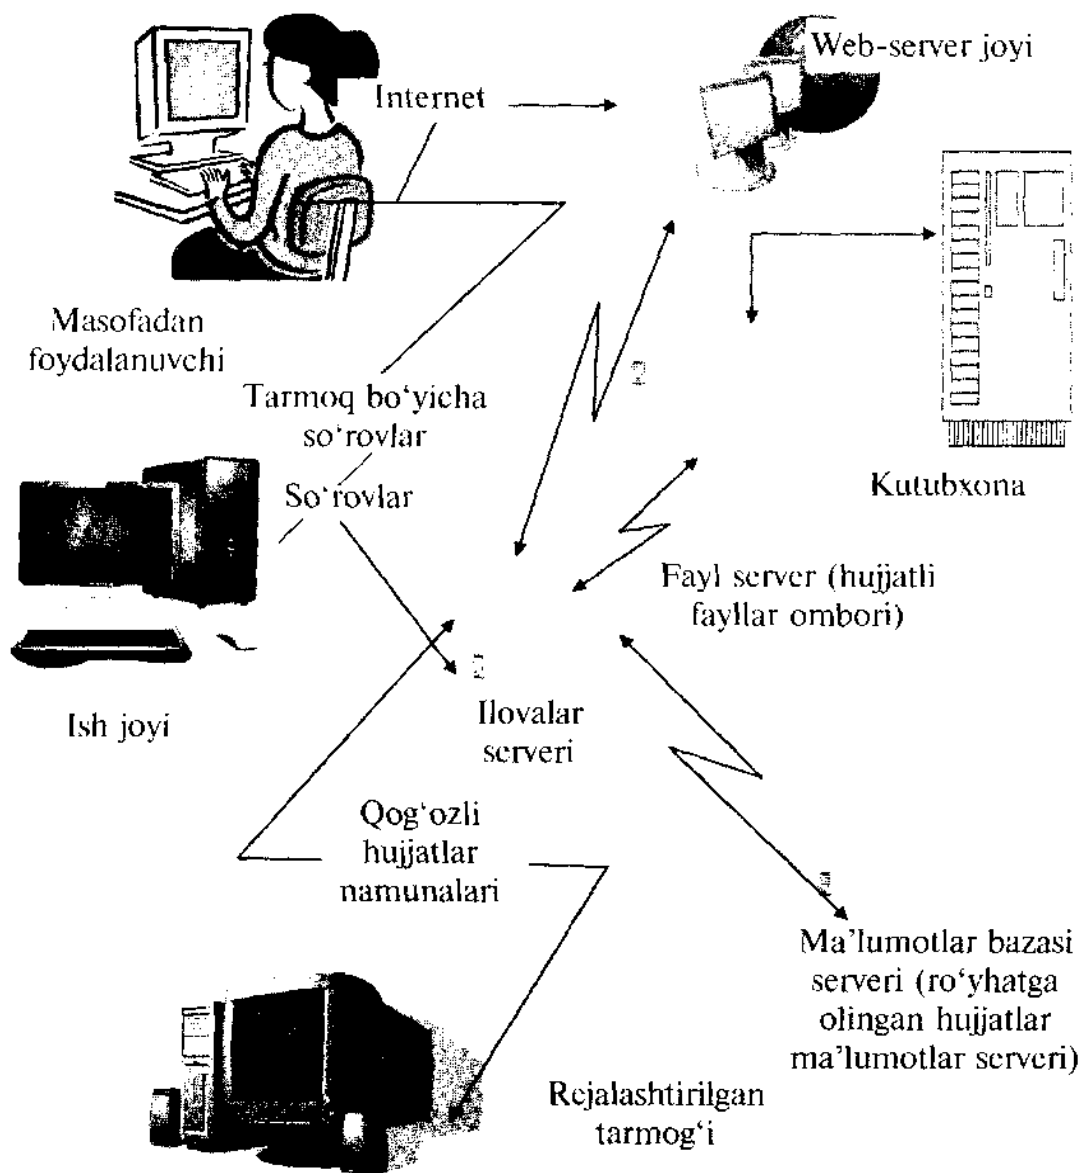 Web-server joyi
Internet
Masofadan
foydalanuvchi
Tarmoq bo‘yicha
so‘rovlar
So‘rovlar
Kutubxona
Fayl server (hujjatli
fayllar ombori)
Ish joyi
Ilovalar
serveri
Qog‘ozli
hujjatlar
namunalari
Ma’lumotlar bazasi
serveri (ro‘yhatga
olingan hujjatlar
ma’lumotlar serveri)
Rejalashtirilgan
tarmog‘i